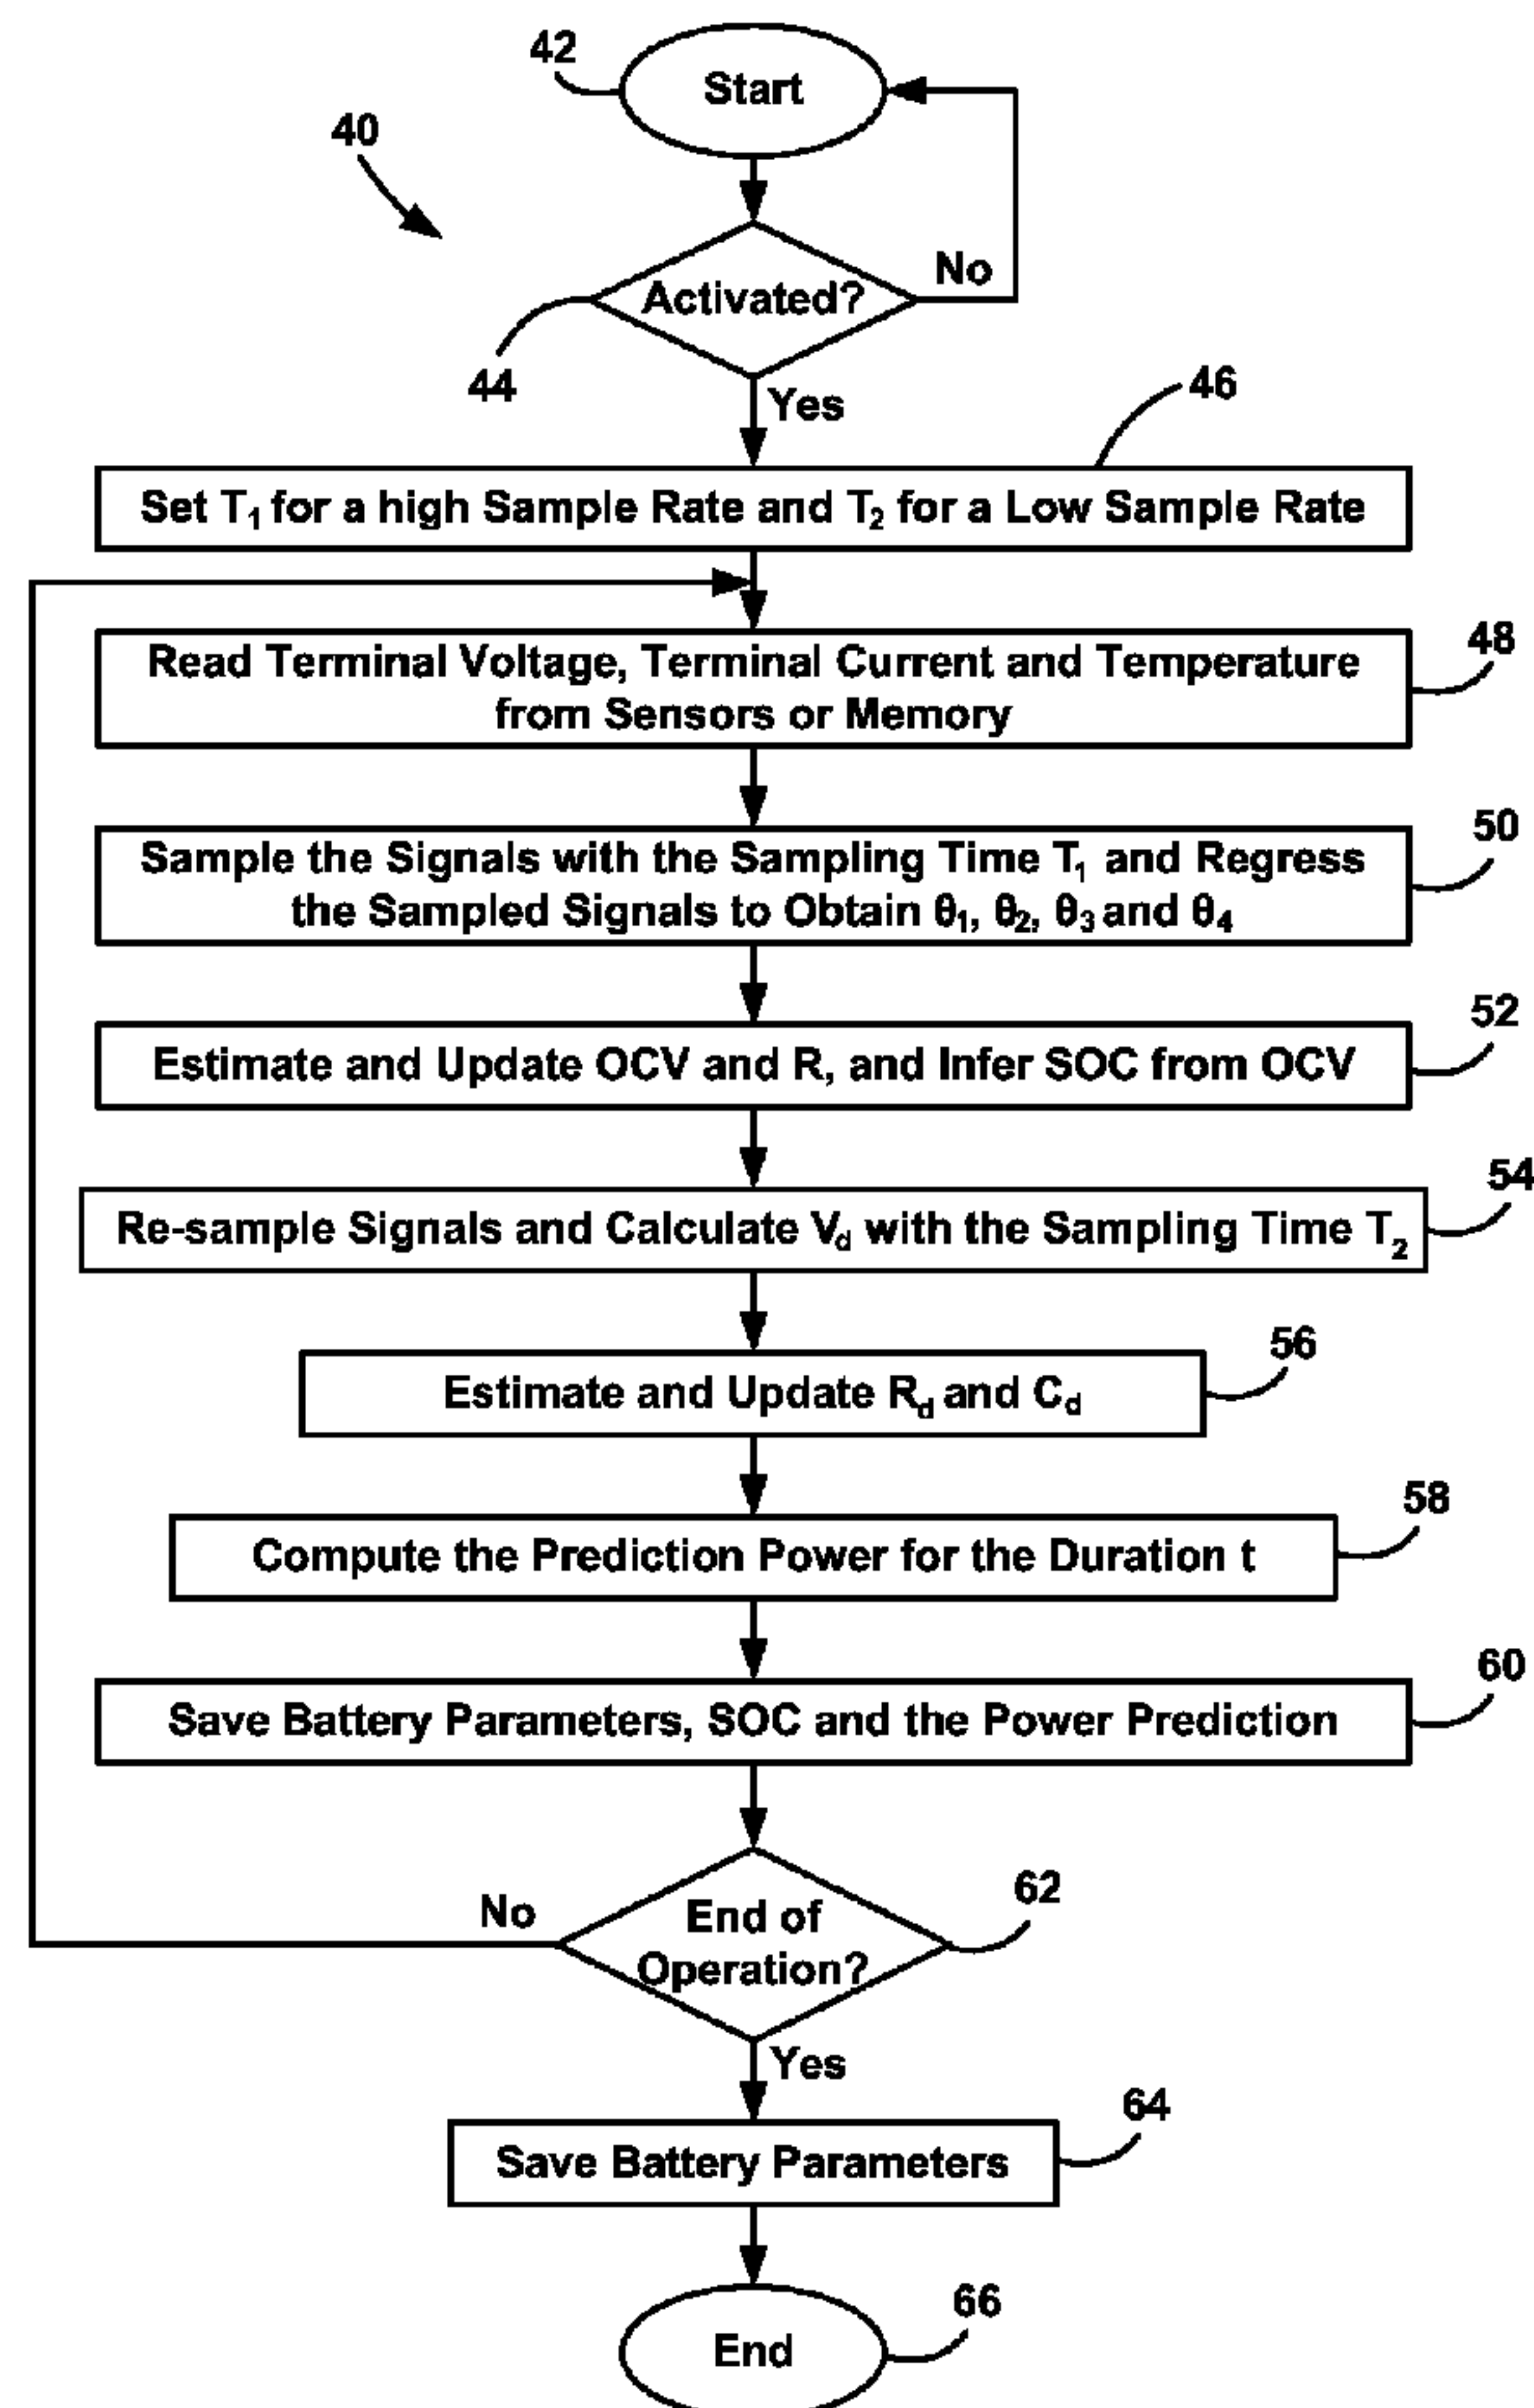 42
Start
40
Activated?
No
44
Yes
46
Set T₁ for a high Sample Rate and T₂ for a Low Sample Rate
48
Read Terminal Voltage, Terminal Current and Temperature
from Sensors or Memory
50
Sample the Signals with the Sampling Time T₁ and Regress
the Sampled Signals to Obtain θ₁, θ₂, θ₃ and θ₄
52
Estimate and Update OCV and R, and Infer SOC from OCV
54
Re-sample Signals and Calculate V_d with the Sampling Time T₂
56
Estimate and Update R_d and C_d
58
Compute the Prediction Power for the Duration t
60
Save Battery Parameters, SOC and the Power Prediction
62
No
End of
Operation?
Yes
64
Save Battery Parameters
66
End